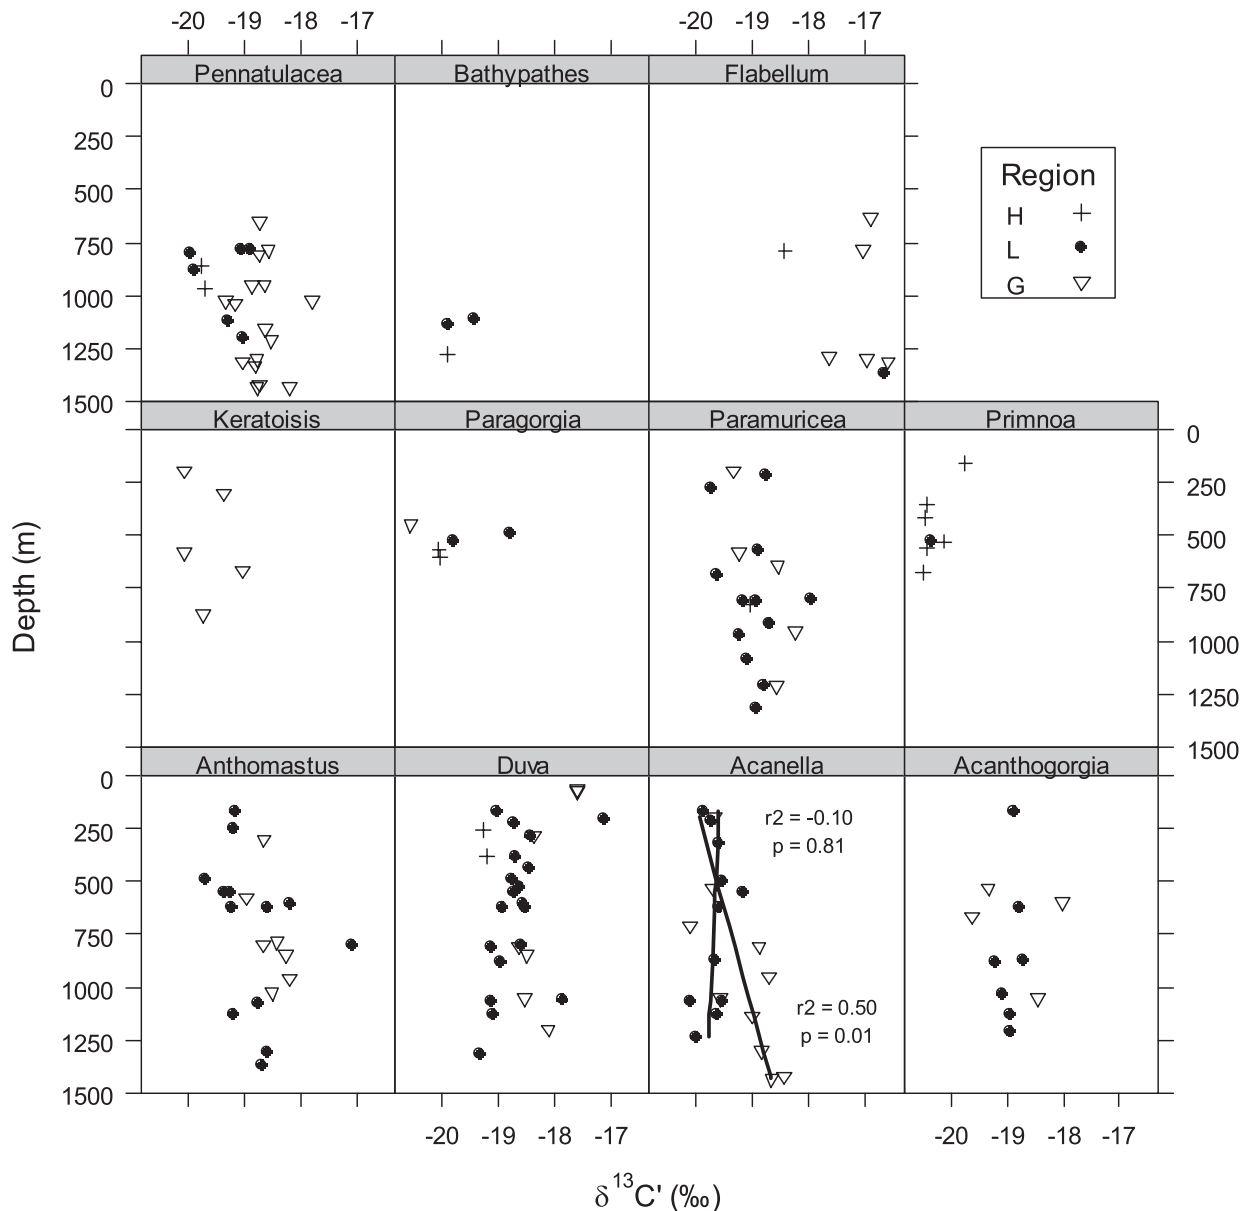 -20 -19 -18 -17 -20 -19 -18 -17
Pennatulacea Bathypathes Flabellum
0
250
500
750
1000
1250
1500
Region
H
L
G
Keratoisis Paragorgia Paramuricea Primnoa
0
250
500
750
1000
1250
1500
Depth (m)
Anthomastus Duva Acanella Acanthogorgia
0
250
500
750
1000
1250
1500
r2 = -0.10
p = 0.81
r2 = 0.50
p = 0.01
-20 -19 -18 -17 -20 -19 -18 -17
δ¹³C' (‰)